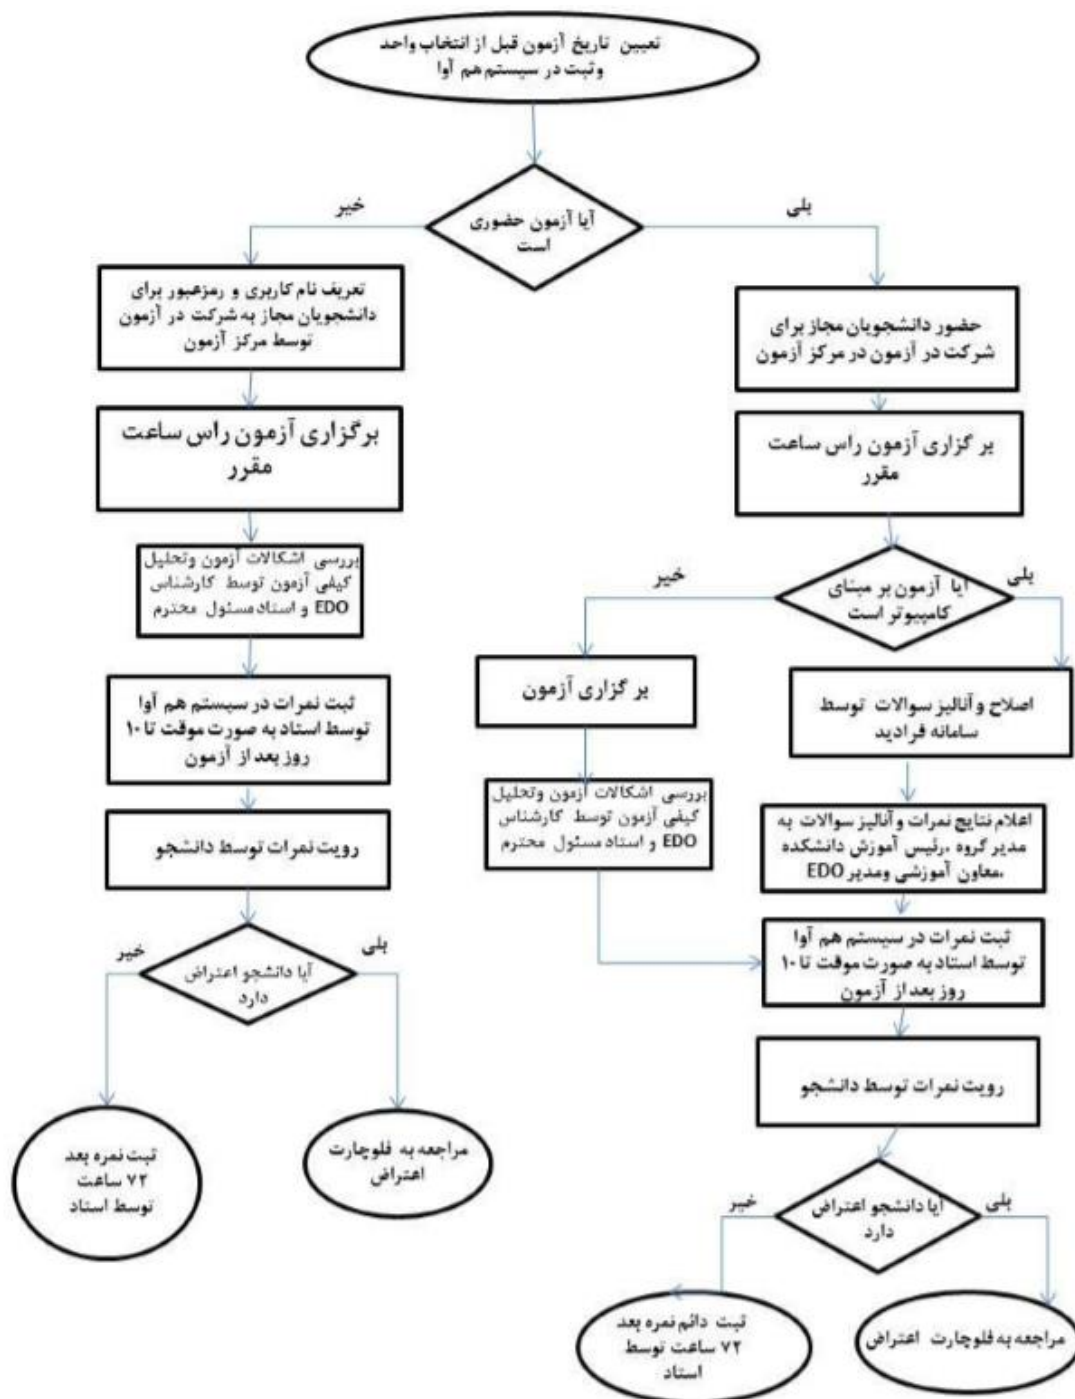 تعیین تاریخ آزمون قبل از انتخاب واحد
و ثبت در سیستم هم آوا
آیا آزمون حضوری
است
بلی
خیر
حضور دانشجویان مجاز برای
شرکت در آزمون در مرکز آزمون
بر گزاری آزمون راس ساعت
مقرر
آیا آزمون بر مبنای
کامپیوتر است
بلی
خیر
اصلاح و آنالیز سوالات توسط
سامانه فرادید
اعلام نتایج نمرات و آنالیز سوالات به
مدیر گروه ،رئیس آموزش دانشکده
،معاون آموزشی ومدیر EDO
بر گزاری آزمون
بررسی اشکالات آزمون وتحلیل
کیفی آزمون توسط کارشناس
EDO و استاد مسئول محترم
ثبت نمرات در سیستم هم آوا
توسط استاد به صورت موقت تا ۱۰
روز بعد از آزمون
رویت نمرات توسط دانشجو
آیا دانشجو اعتراض
دارد
بلی
خیر
مراجعه به فلوچارت اعتراض
ثبت دائم نمره بعد
۷۲ ساعت توسط
استاد
تعریف نام کاربری و رمزعبور برای
دانشجویان مجاز به شرکت در آزمون
توسط مرکز آزمون
برگزاری آزمون راس ساعت
مقرر
بررسی اشکالات آزمون وتحلیل
کیفی آزمون توسط کارشناس
EDO و استاد مسئول محترم
ثبت نمرات در سیستم هم آوا
توسط استاد به صورت موقت تا ۱۰
روز بعد از آزمون
رویت نمرات توسط دانشجو
آیا دانشجو اعتراض
دارد
بلی
خیر
مراجعه به فلوچارت
اعتراض
ثبت نمره بعد
۷۲ ساعت
توسط استاد